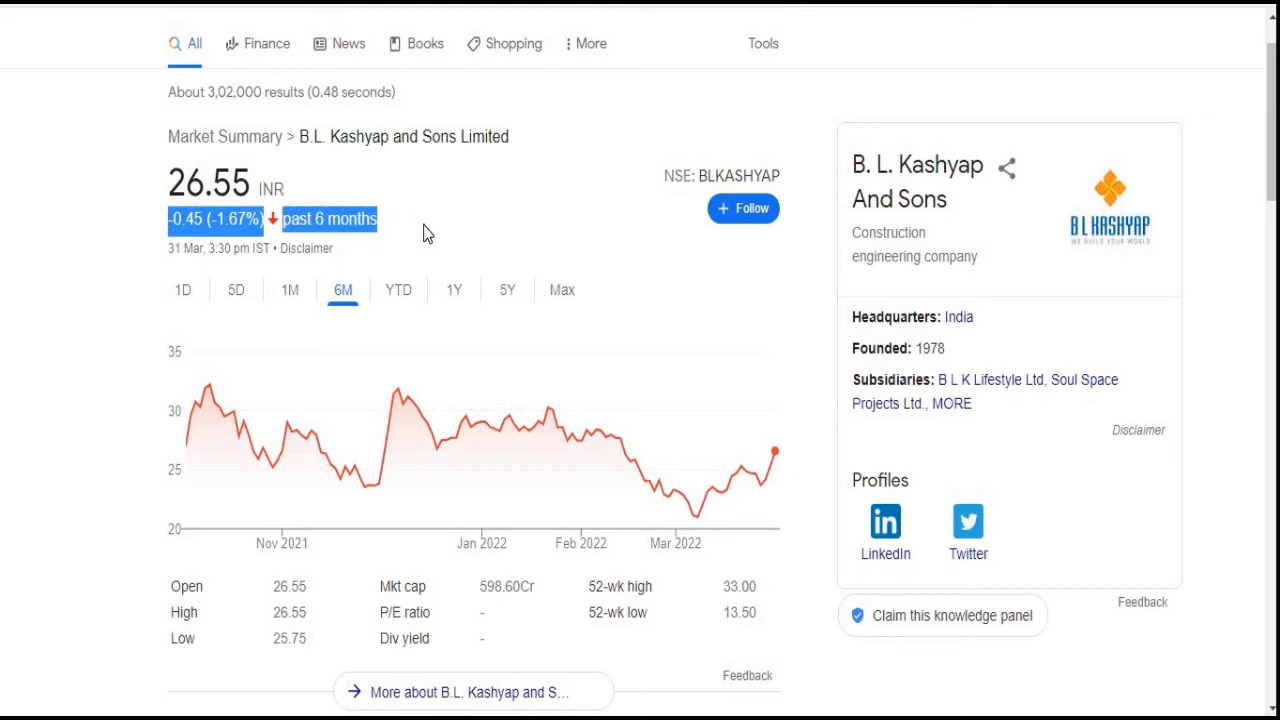 All Finance News Books Shopping More Tools
About 3,02,000 results (0.48 seconds)
Market Summary > B.L. Kashyap and Sons Limited
26.55 INR
-0.45 (-1.67%) past 6 months
31 Mar, 3:30 pm IST • Disclaimer
NSE: BLKASHYAP
+ Follow
1D 5D 1M 6M YTD 1Y 5Y Max
35
30
25
20
Nov 2021 Jan 2022 Feb 2022 Mar 2022
Open 26.55 Mkt cap 598.60Cr 52-wk high 33.00
High 26.55 P/E ratio - 52-wk low 13.50
Low 25.75 Div yield -
Feedback
More about B.L. Kashyap and S...
B. L. Kashyap
And Sons
Construction
engineering company
B L KASHYAP
WE BUILD YOUR WORLD
Headquarters: India
Founded: 1978
Subsidiaries: B L K Lifestyle Ltd, Soul Space
Projects Ltd., MORE
Disclaimer
Profiles
LinkedIn Twitter
Feedback
Claim this knowledge panel